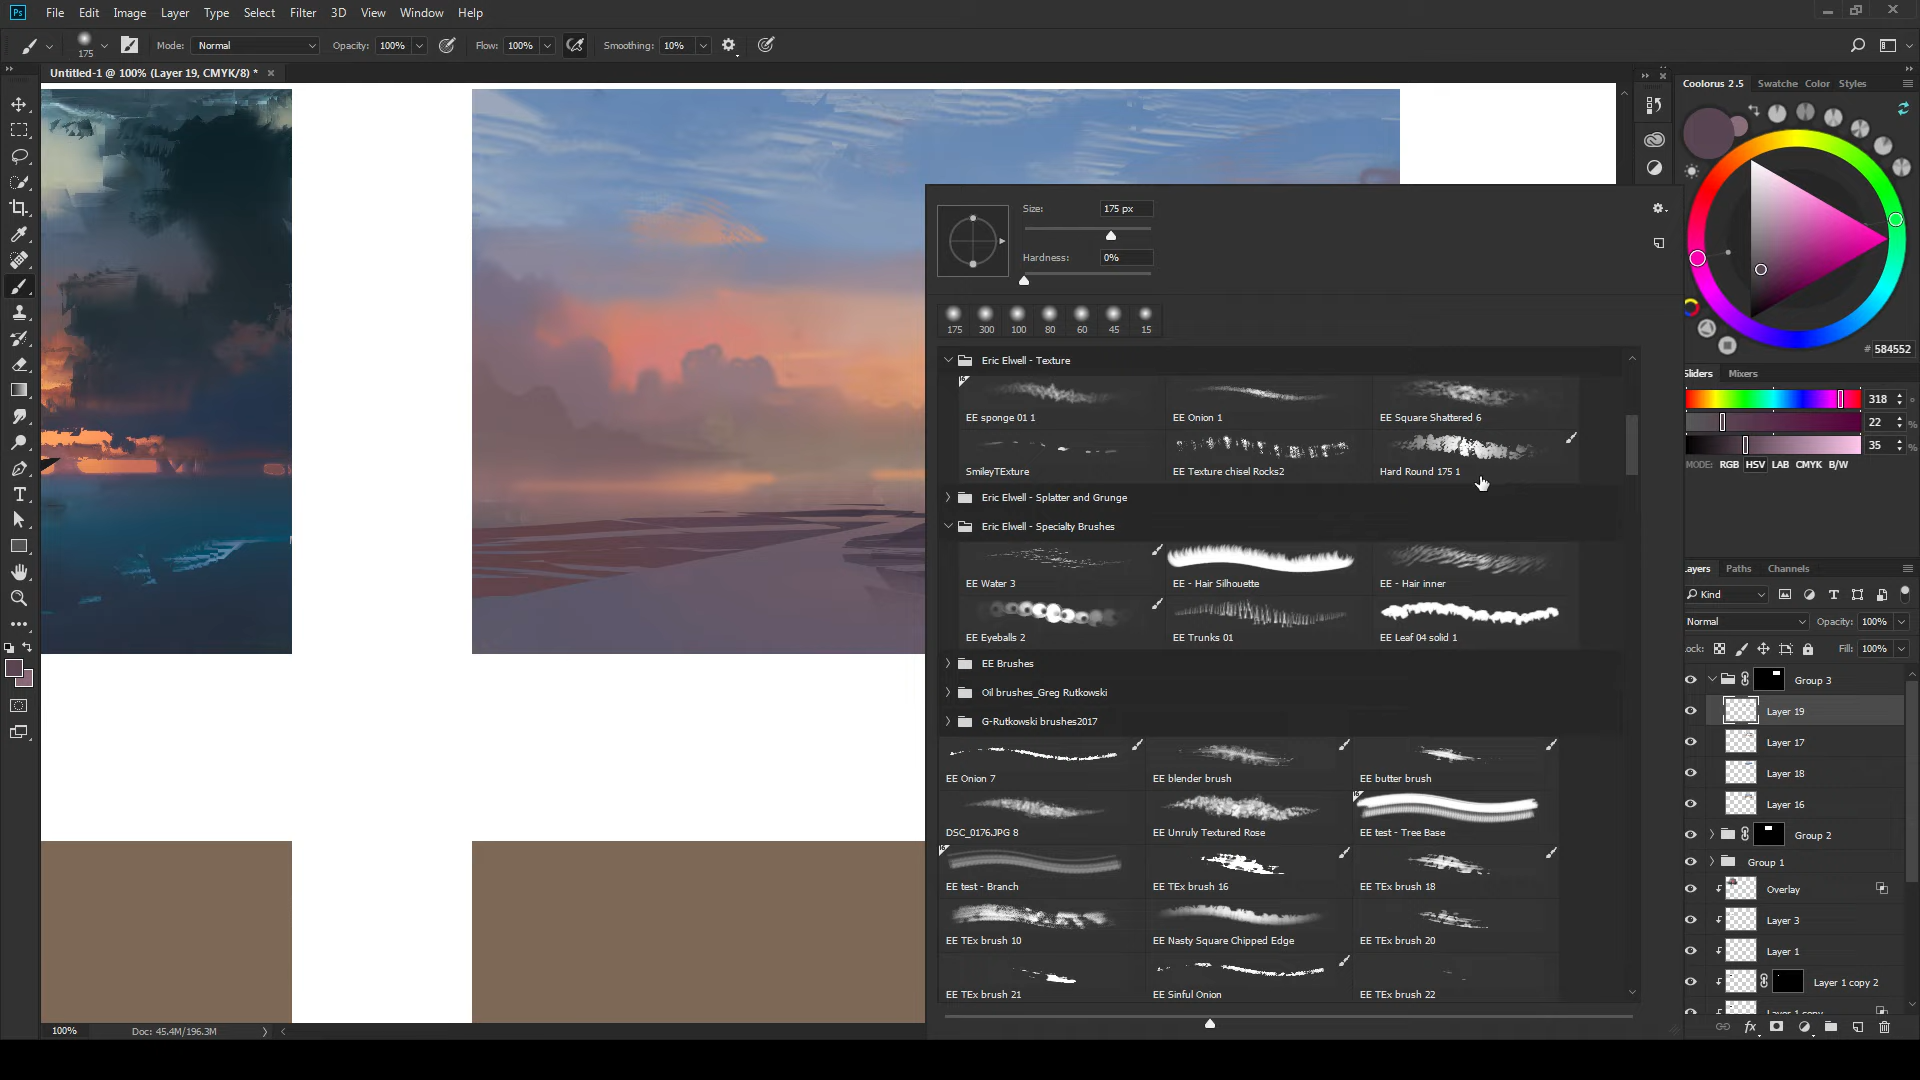 Ps File Edit Image Layer Type Select Filter 3D View Window Help
175 Mode: Normal Opacity: 100% Flow: 100% Smoothing: 10%
Untitled-1 @ 100% (Layer 19, CMYK/8) *
Coolorus 2.5 Swatche Color Styles
Size: 175 px
Hardness: 0%
175 300 100 80 60 45 15
# 584552
Sliders Mixers
318 °
22 %
35 %
MODE: RGB HSV LAB CMYK B/W
Eric Elwell - Texture
EE sponge 01 1 EE Onion 1 EE Square Shattered 6
SmileyTExture EE Texture chisel Rocks2 Hard Round 175 1
Eric Elwell - Splatter and Grunge
Eric Elwell - Specialty Brushes
EE Water 3 EE - Hair Silhouette EE - Hair inner
EE Eyeballs 2 EE Trunks 01 EE Leaf 04 solid 1
EE Brushes
Oil brushes_Greg Rutkowski
G-Rutkowski brushes2017
EE Onion 7 EE blender brush EE butter brush
DSC_0176.JPG 8 EE Unruly Textured Rose EE test - Tree Base
EE test - Branch EE TEx brush 16 EE TEx brush 18
EE TEx brush 10 EE Nasty Square Chipped Edge EE TEx brush 20
EE TEx brush 21 EE Sinful Onion EE TEx brush 22
Layers Paths Channels
Kind
Normal Opacity: 100%
Lock: Fill: 100%
Group 3
Layer 19
Layer 17
Layer 18
Layer 16
Group 2
Group 1
Overlay
Layer 3
Layer 1
Layer 1 copy 2
Layer 1 copy
100% Doc: 45.4M/196.3M